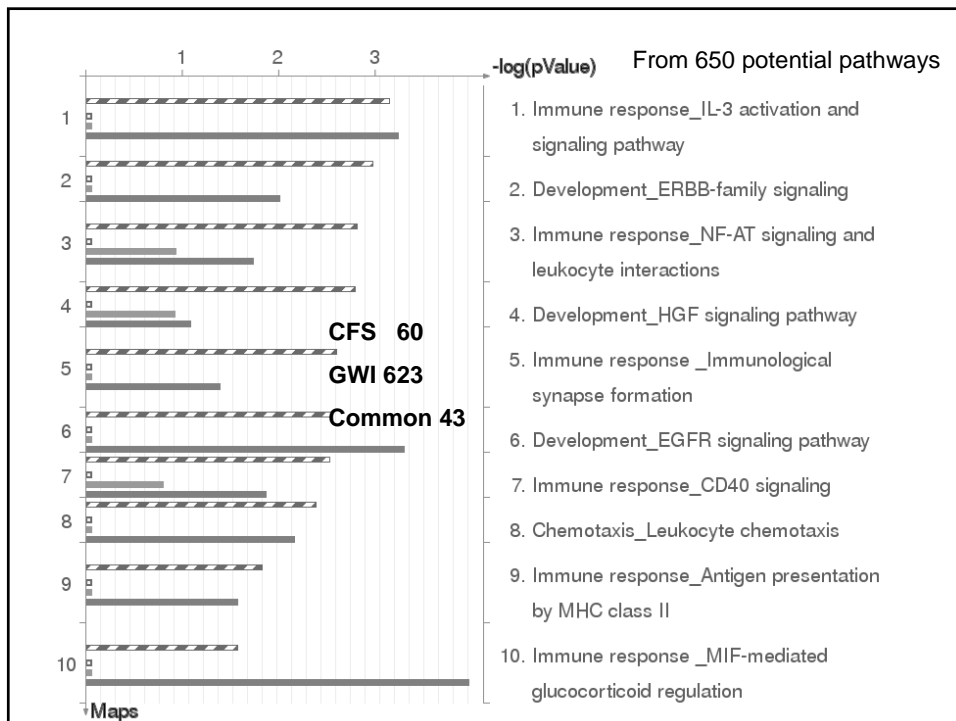 1 2 3
-log(pValue)
From 650 potential pathways
1
2
3
4
5
6
7
8
9
10
Maps
CFS 60
GWI 623
Common 43
1. Immune response_IL-3 activation and
signaling pathway
2. Development_ERBB-family signaling
3. Immune response_NF-AT signaling and
leukocyte interactions
4. Development_HGF signaling pathway
5. Immune response _Immunological
synapse formation
6. Development_EGFR signaling pathway
7. Immune response_CD40 signaling
8. Chemotaxis_Leukocyte chemotaxis
9. Immune response_Antigen presentation
by MHC class II
10. Immune response _MIF-mediated
glucocorticoid regulation